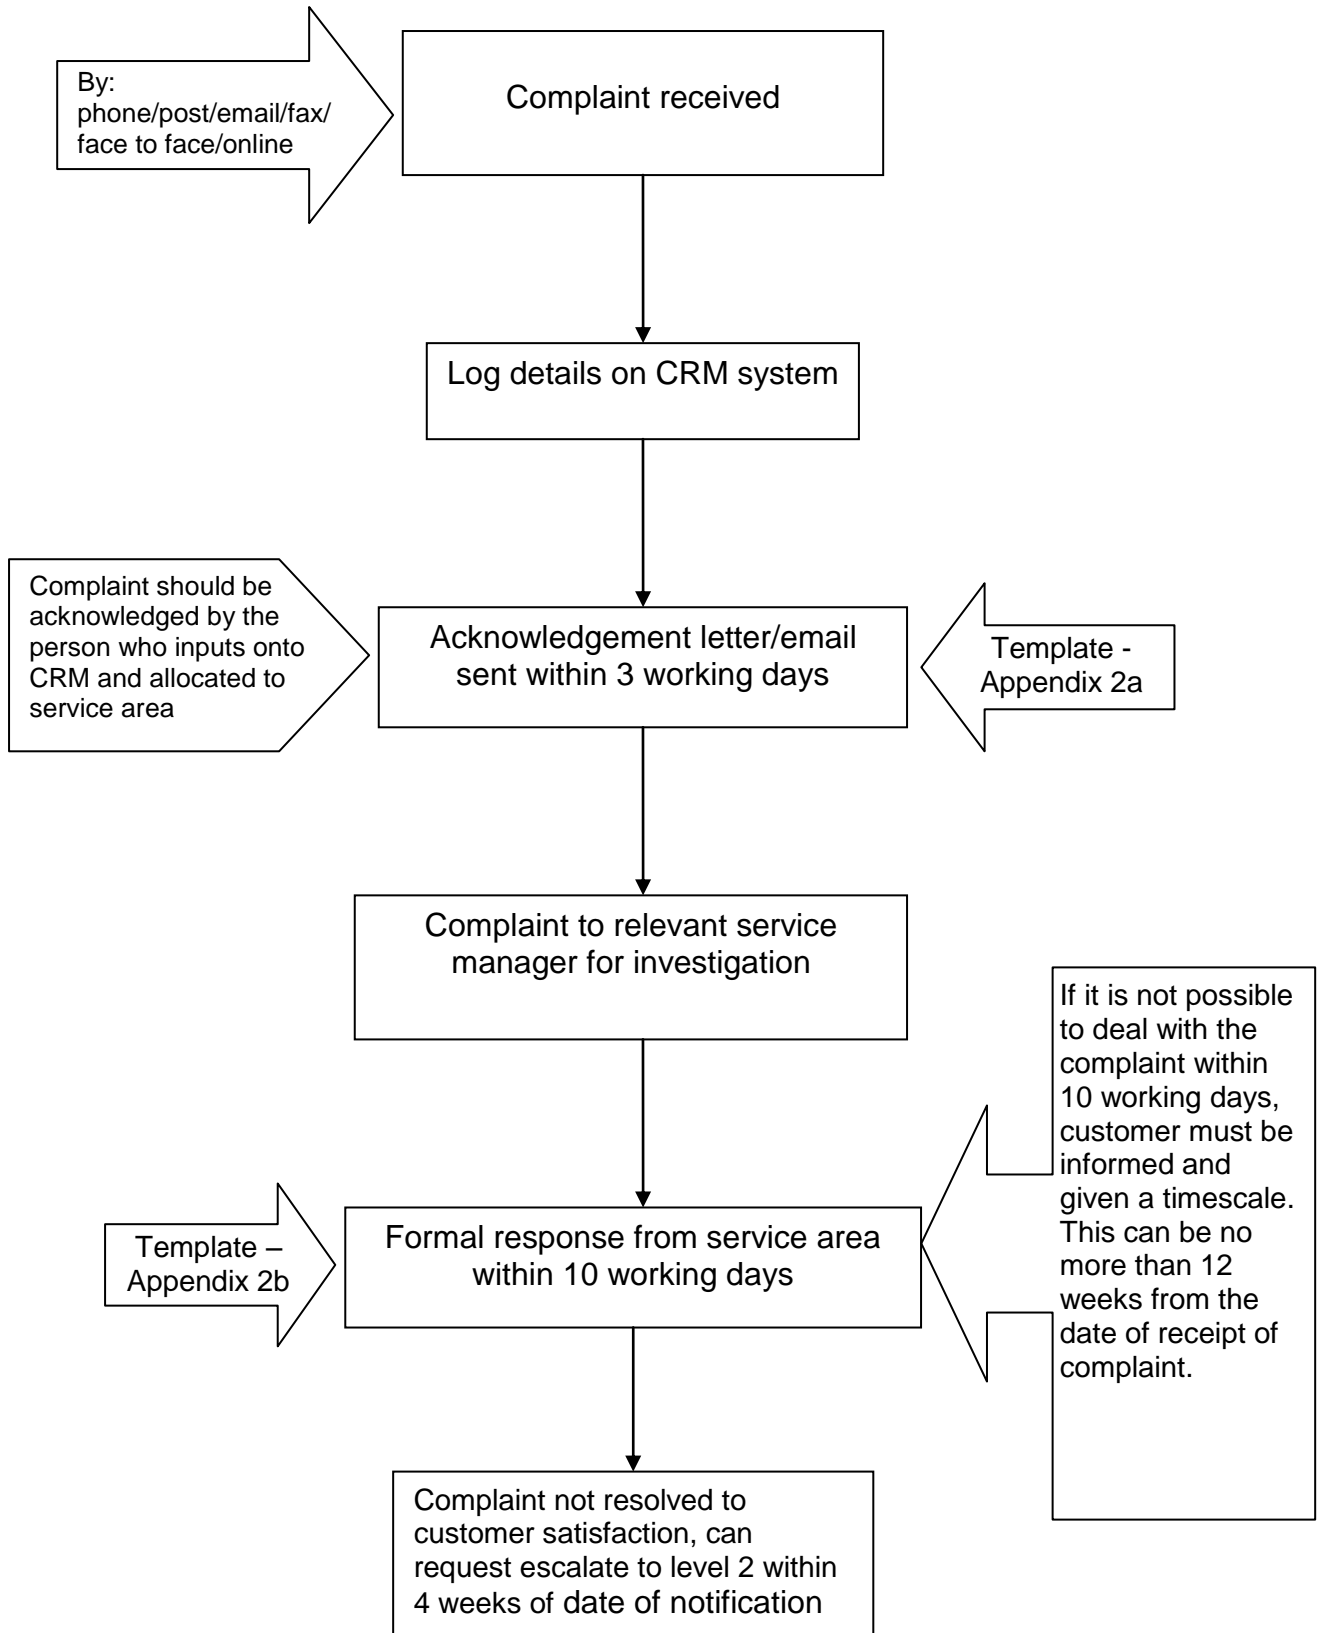 By:
phone/post/email/fax/
face to face/online
Complaint received
Log details on CRM system
Complaint should be
acknowledged by the
person who inputs onto
CRM and allocated to
service area
Acknowledgement letter/email
sent within 3 working days
Template -
Appendix 2a
Complaint to relevant service
manager for investigation
If it is not possible
to deal with the
complaint within
10 working days,
customer must be
informed and
given a timescale.
This can be no
more than 12
weeks from the
date of receipt of
complaint.
Template –
Appendix 2b
Formal response from service area
within 10 working days
Complaint not resolved to
customer satisfaction, can
request escalate to level 2 within
4 weeks of date of notification